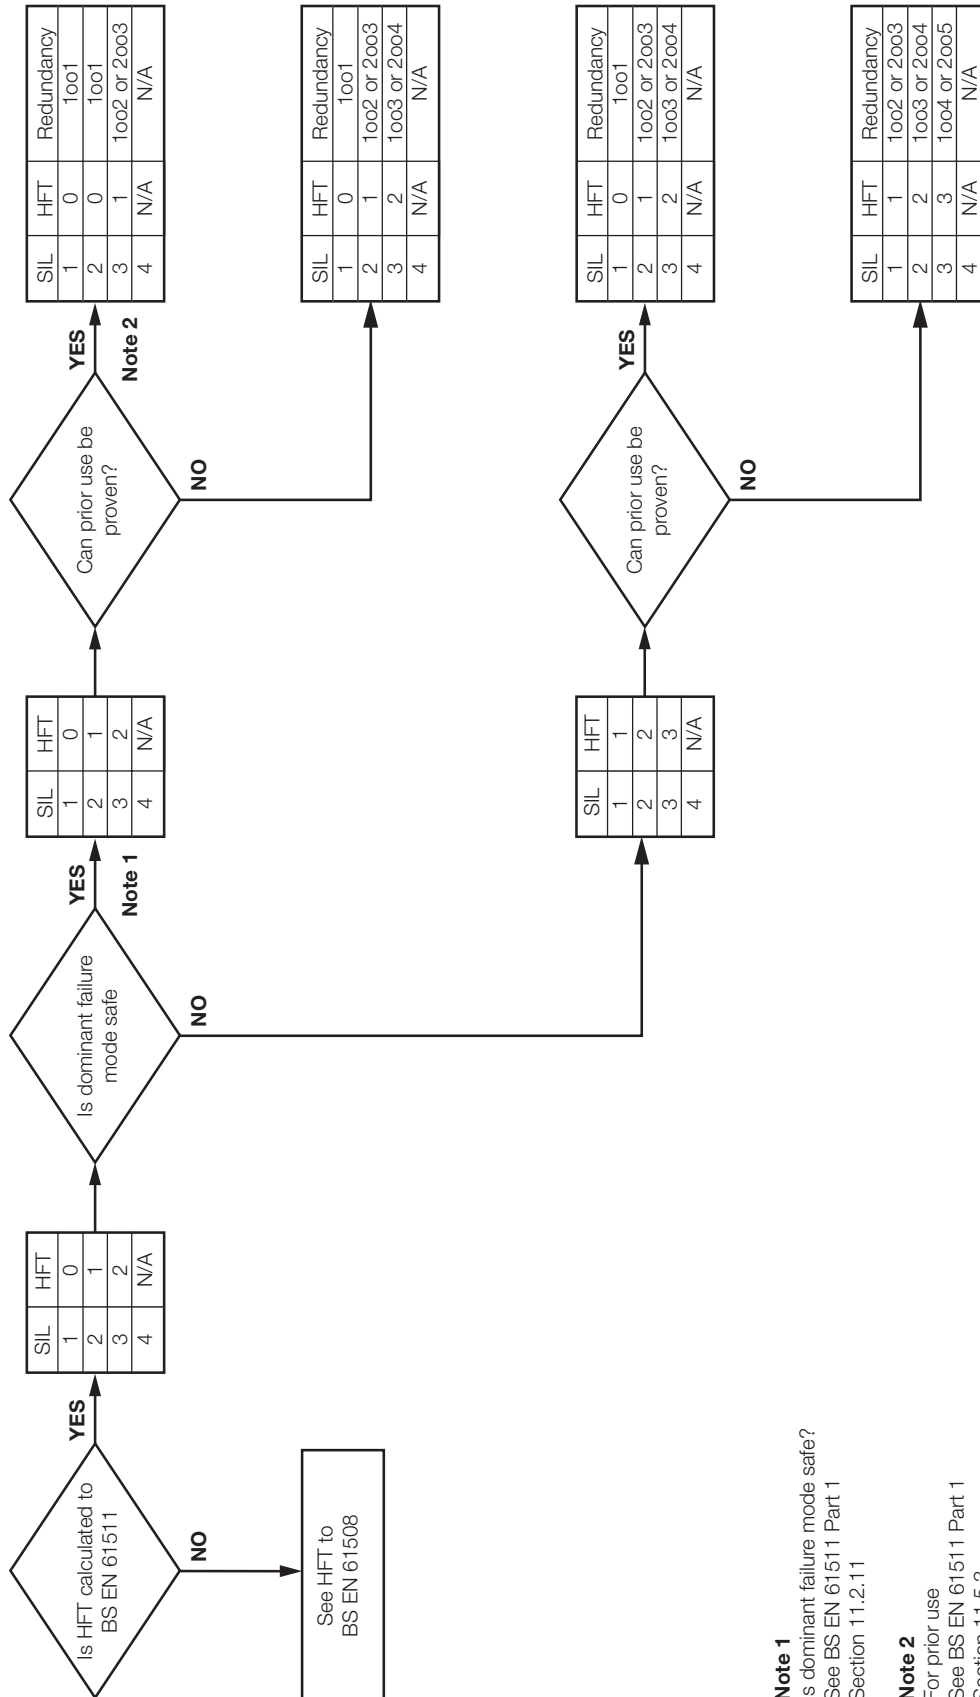 Is HFT calculated to
BS EN 61511
YES
NO
See HFT to
BS EN 61508
SIL HFT
1 0
2 1
3 2
4 N/A
Is dominant failure
mode safe
YES
Note 1
NO
SIL HFT
1 0
2 1
3 2
4 N/A
Can prior use be
proven?
YES
Note 2
NO
SIL HFT Redundancy
1 0 1oo1
2 0 1oo1
3 1 1oo2 or 2oo3
4 N/A N/A
SIL HFT Redundancy
1 0 1oo1
2 1 1oo2 or 2oo3
3 2 1oo3 or 2oo4
4 N/A N/A
SIL HFT
1 1
2 2
3 3
4 N/A
Can prior use be
proven?
YES
NO
SIL HFT Redundancy
1 0 1oo1
2 1 1oo2 or 2oo3
3 2 1oo3 or 2oo4
4 N/A N/A
SIL HFT Redundancy
1 1 1oo2 or 2oo3
2 2 1oo3 or 2oo4
3 3 1oo4 or 2oo5
4 N/A N/A
Note 1
Is dominant failure mode safe?
See BS EN 61511 Part 1
Section 11.2.11
Note 2
For prior use
See BS EN 61511 Part 1
Section 11.5.3